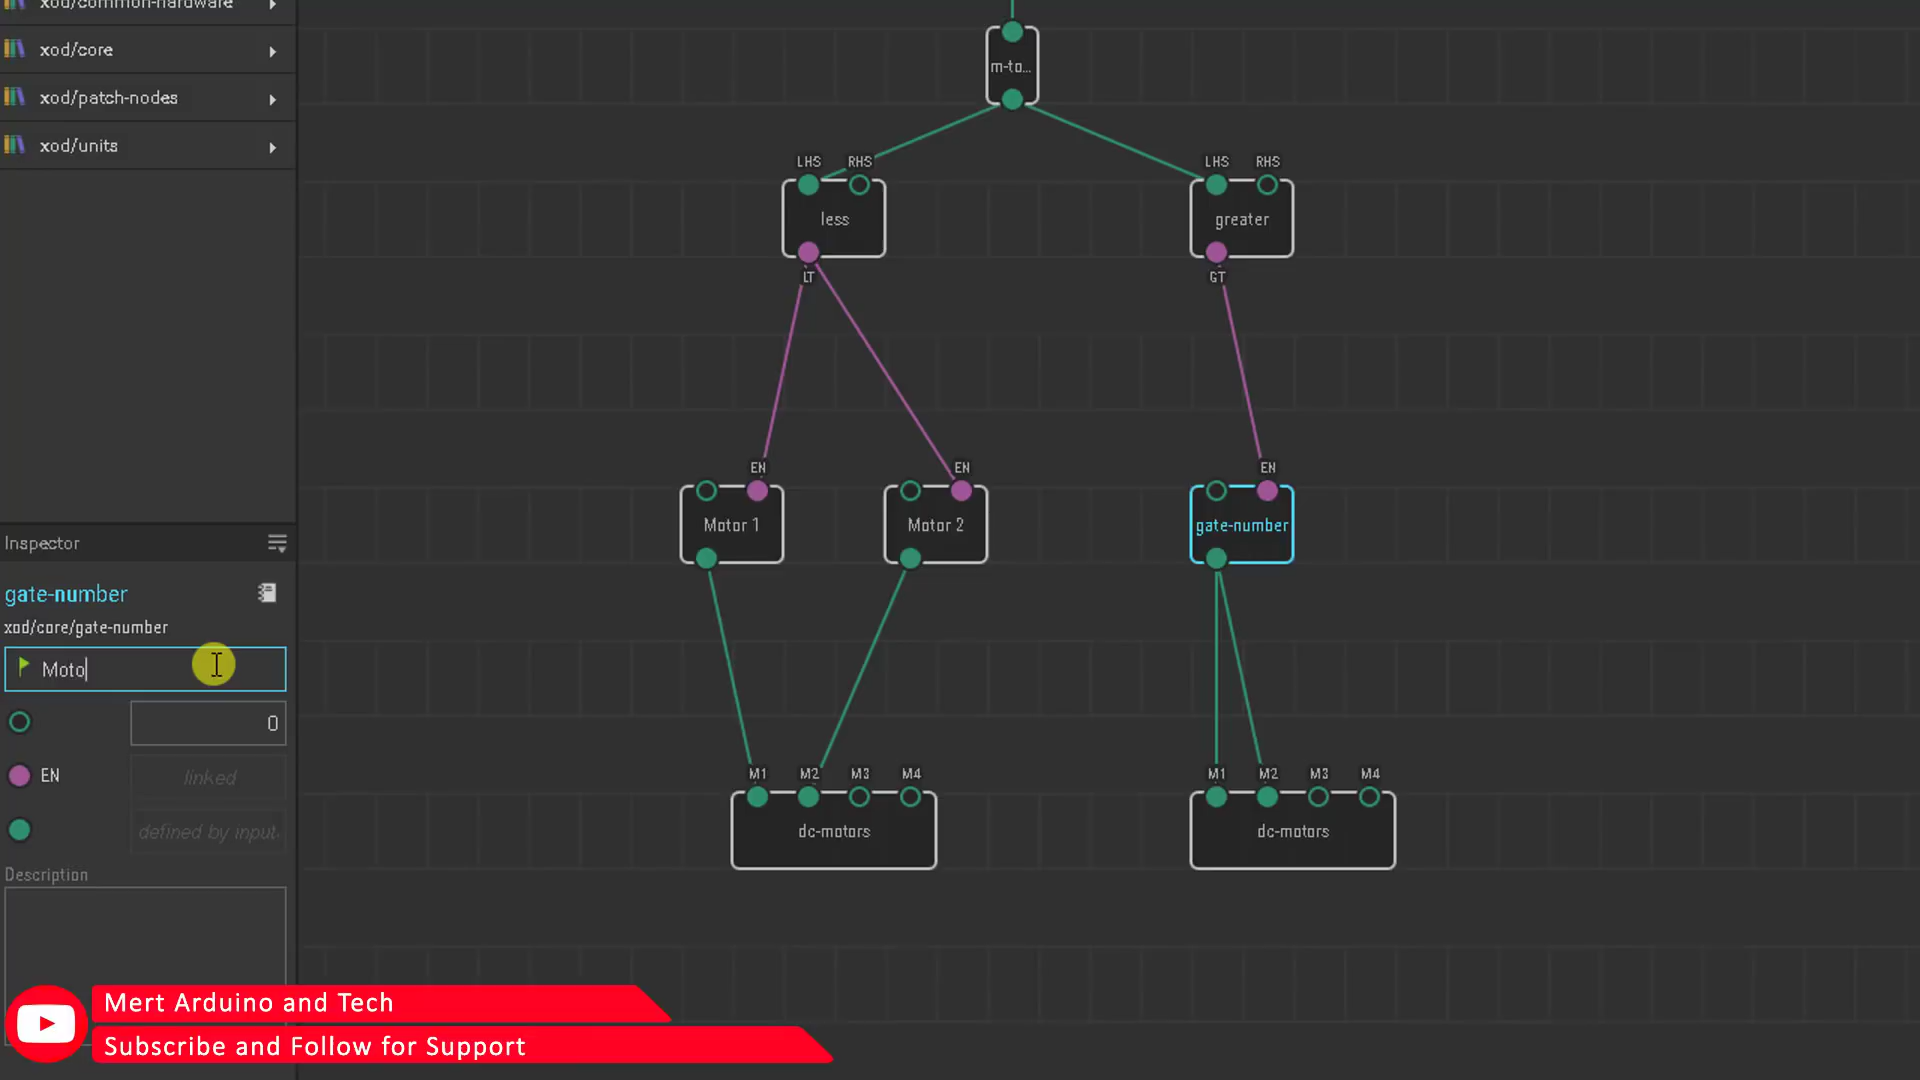 xod/common-hardware
xod/core
xod/patch-nodes
xod/units
m-to...
LHS RHS
less
LT
LHS RHS
greater
GT
EN
Motor 1
EN
Motor 2
EN
gate-number
M1 M2 M3 M4
dc-motors
M1 M2 M3 M4
dc-motors
Inspector
gate-number
xod/core/gate-number
Moto
0
EN linked
defined by input
Description
Mert Arduino and Tech
Subscribe and Follow for Support